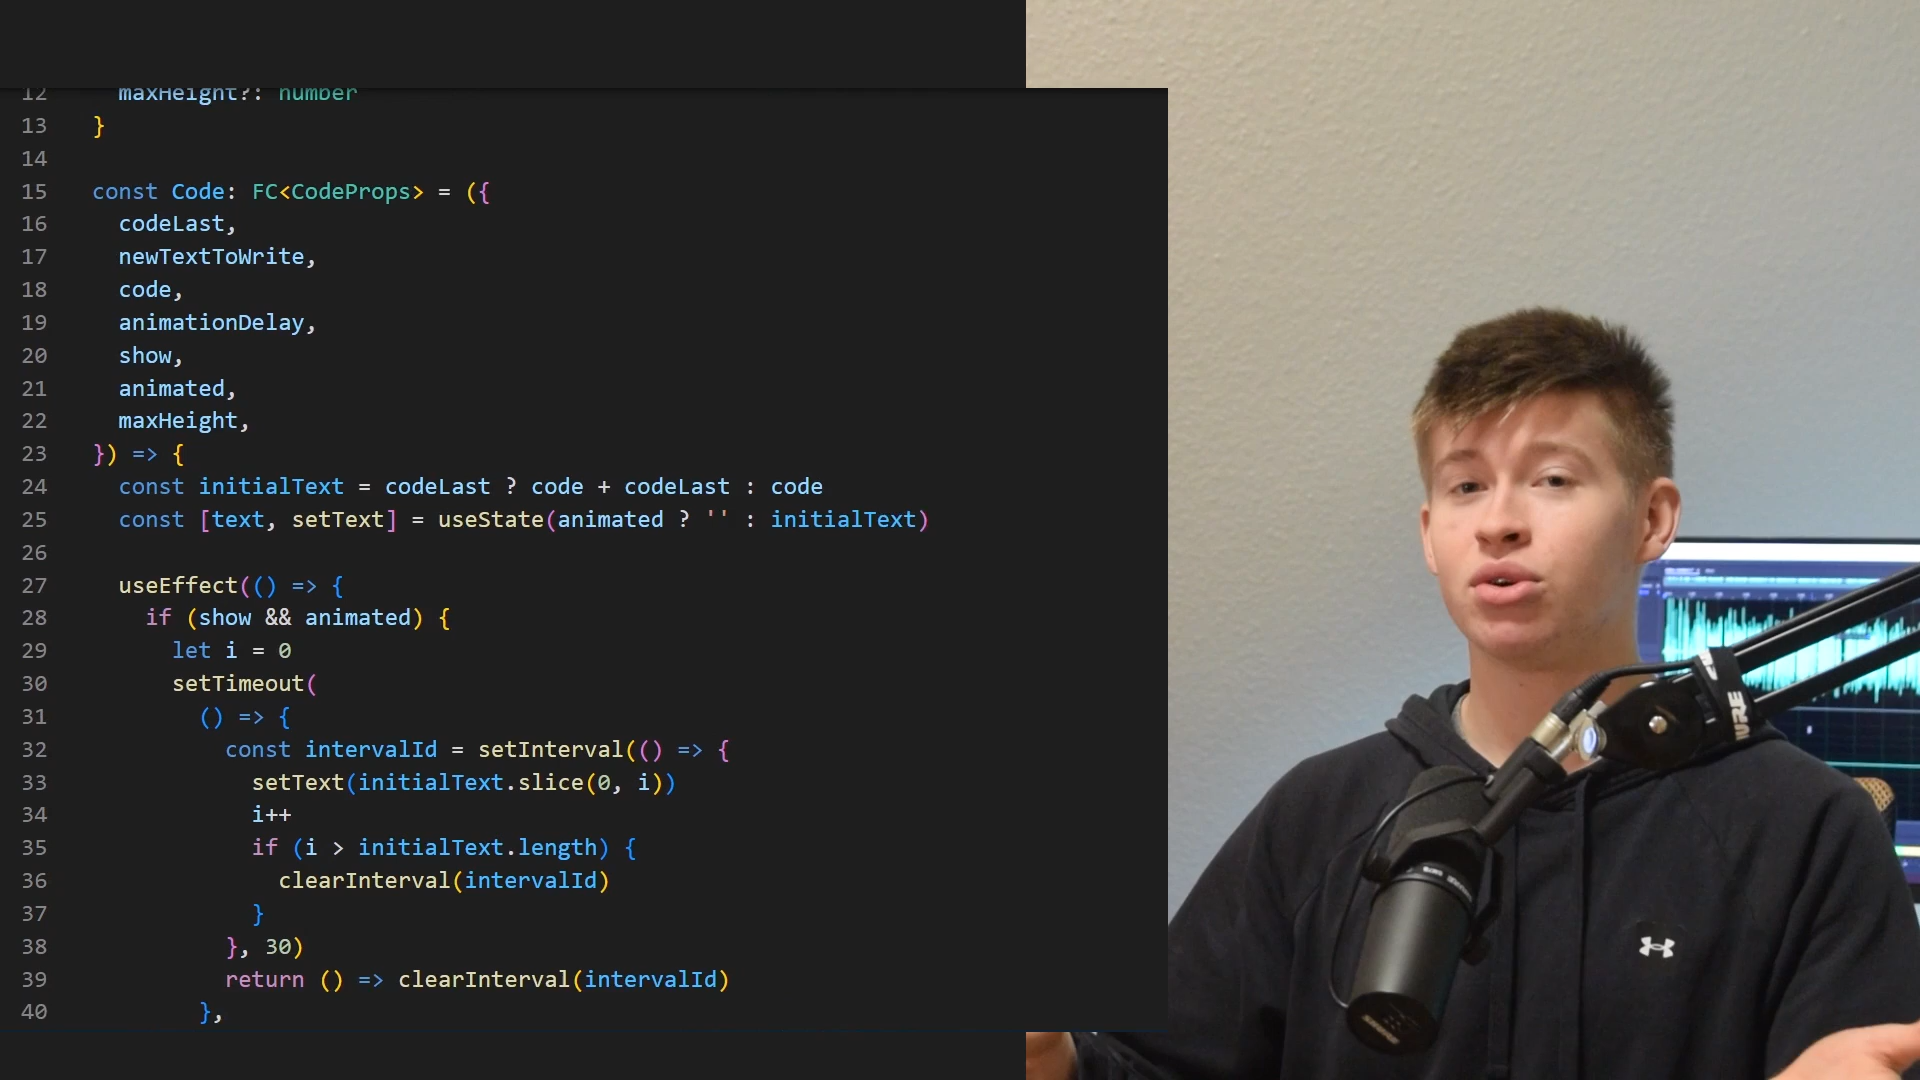 12 maxHeight?: number
13 }
14
15 const Code: FC<CodeProps> = ({
16 codeLast,
17 newTextToWrite,
18 code,
19 animationDelay,
20 show,
21 animated,
22 maxHeight,
23 }) => {
24 const initialText = codeLast ? code + codeLast : code
25 const [text, setText] = useState(animated ? '' : initialText)
26
27 useEffect(() => {
28 if (show && animated) {
29 let i = 0
30 setTimeout(
31 () => {
32 const intervalId = setInterval(() => {
33 setText(initialText.slice(0, i))
34 i++
35 if (i > initialText.length) {
36 clearInterval(intervalId)
37 }
38 }, 30)
39 return () => clearInterval(intervalId)
40 },